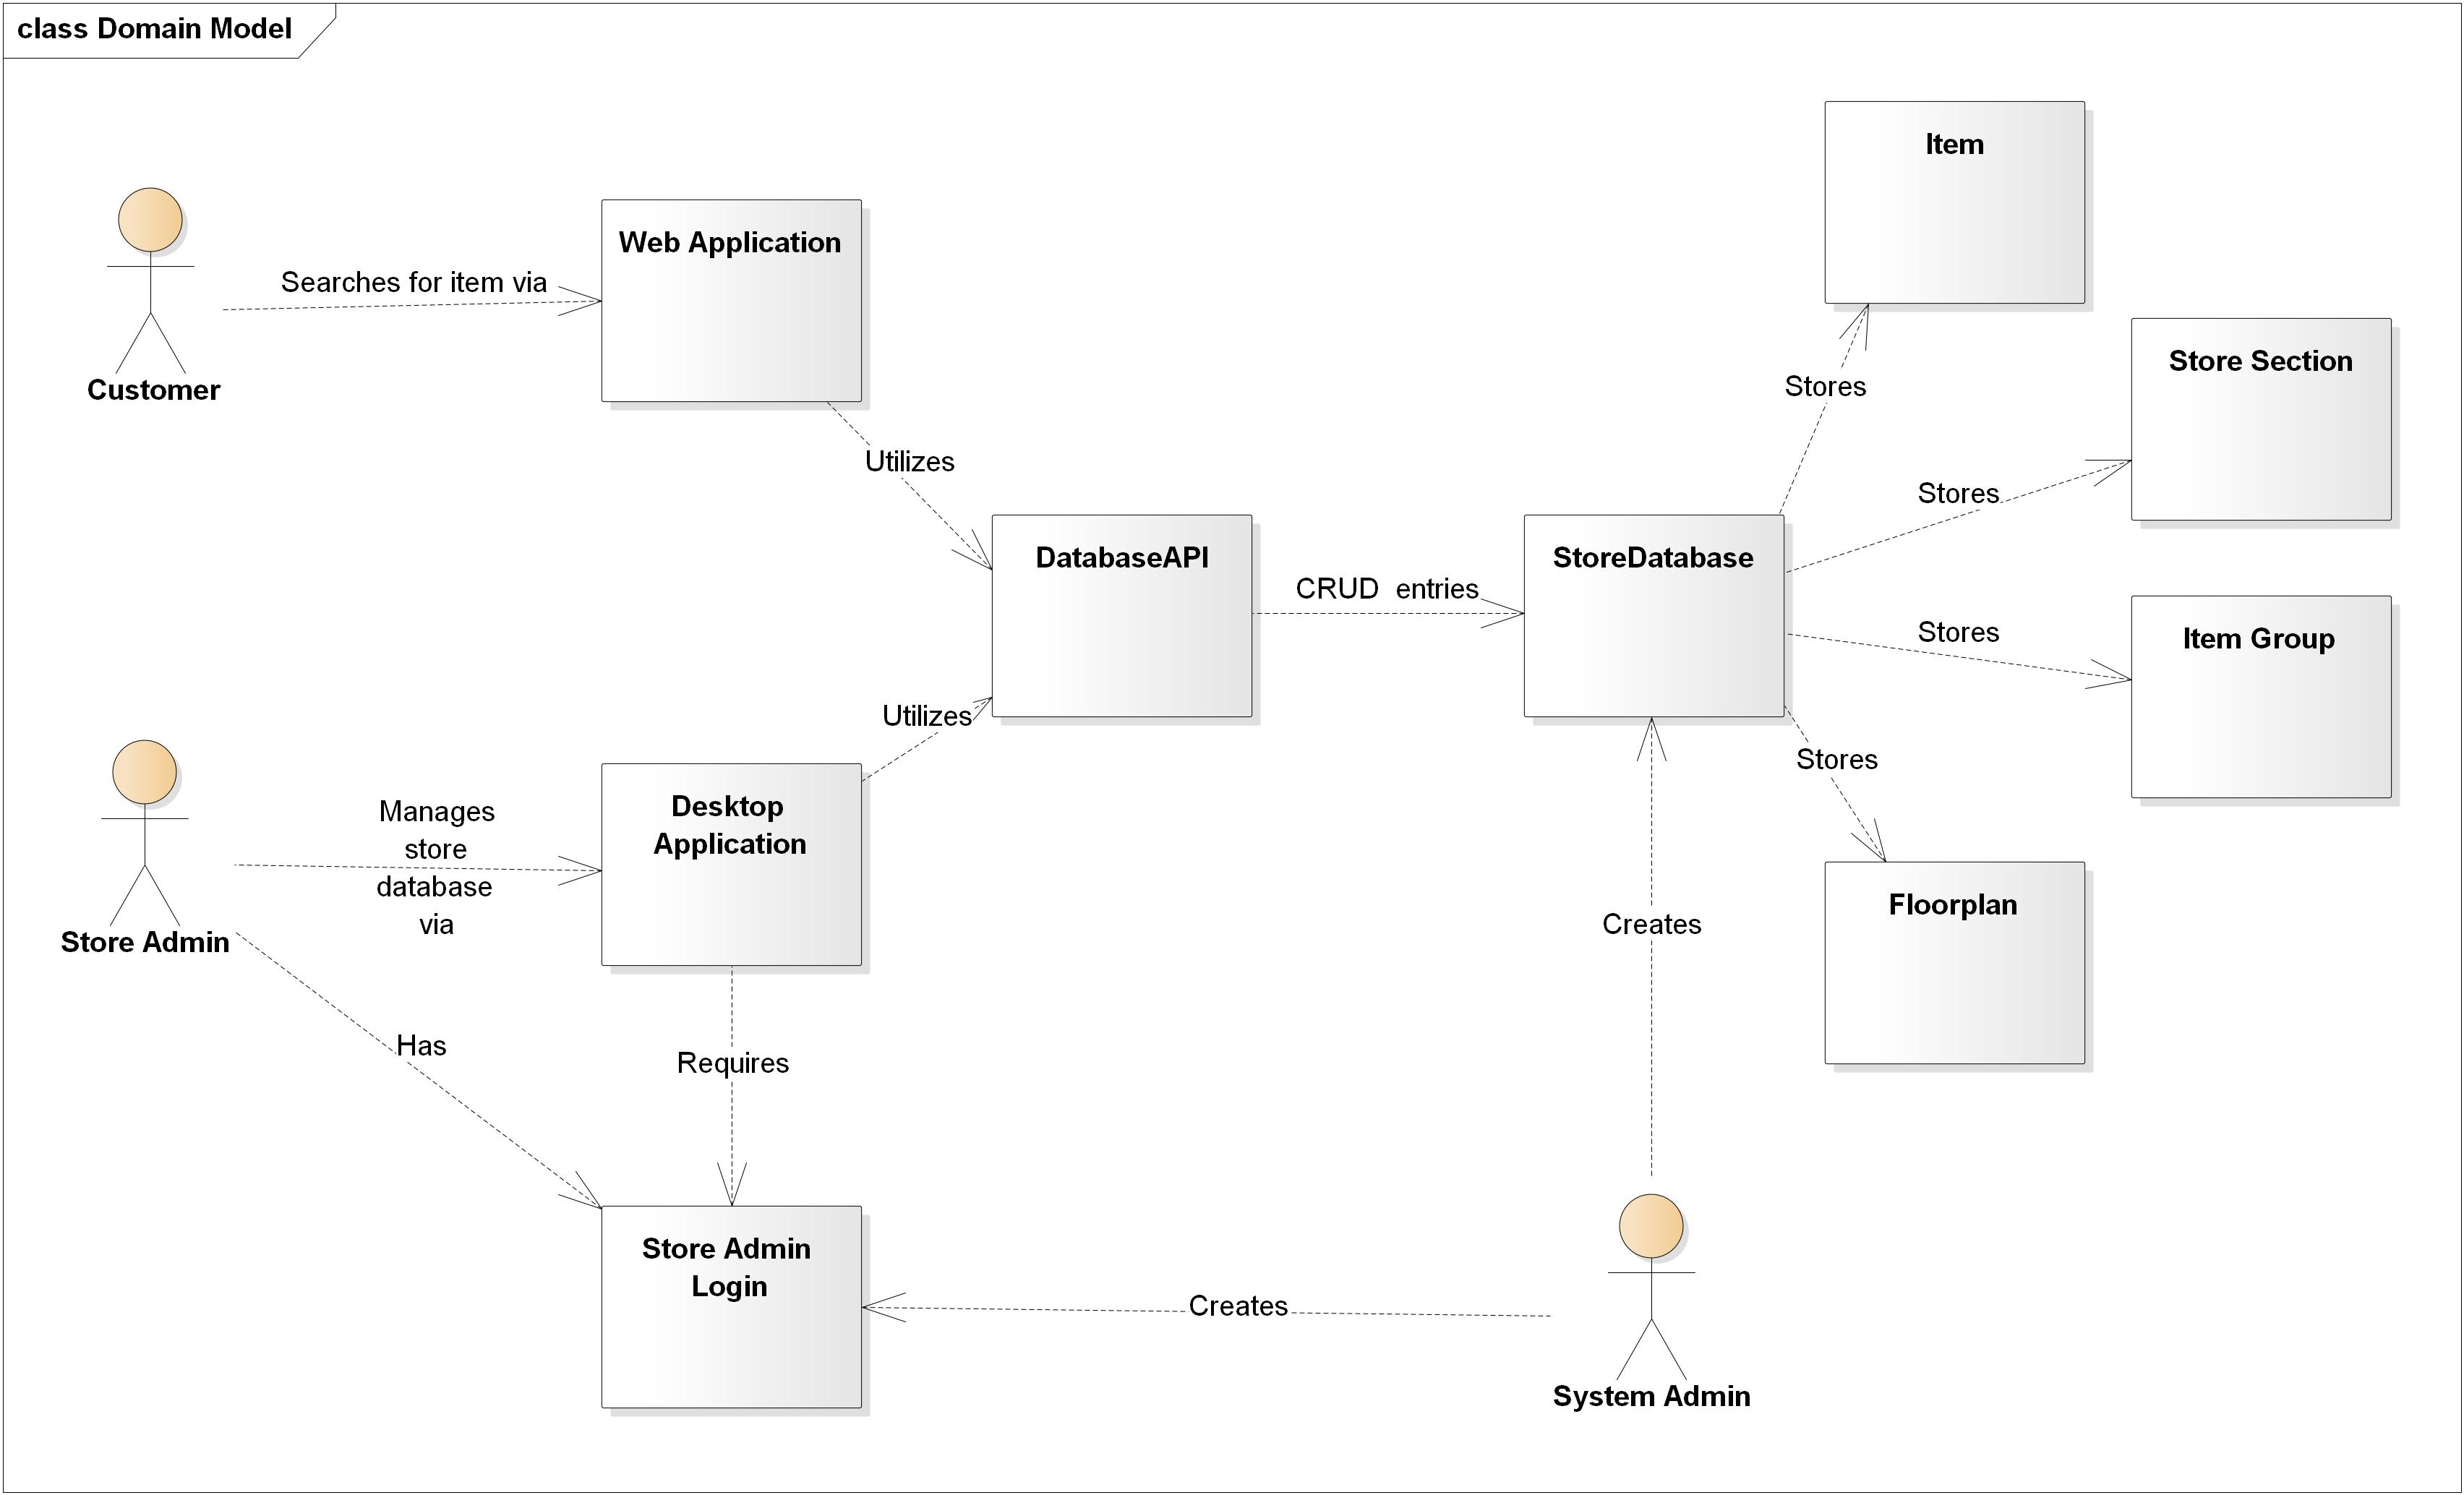 class Domain Model
Item
Web Application
Searches for item via
Customer
Store Section
Stores
Utilizes
Stores
DatabaseAPI
StoreDatabase
CRUD  entries
Stores
Item Group
Utilizes
Stores
Desktop
Application
Manages
store
database
via
Store Admin
Floorplan
Creates
Has
Requires
Store Admin
Login
Creates
System Admin